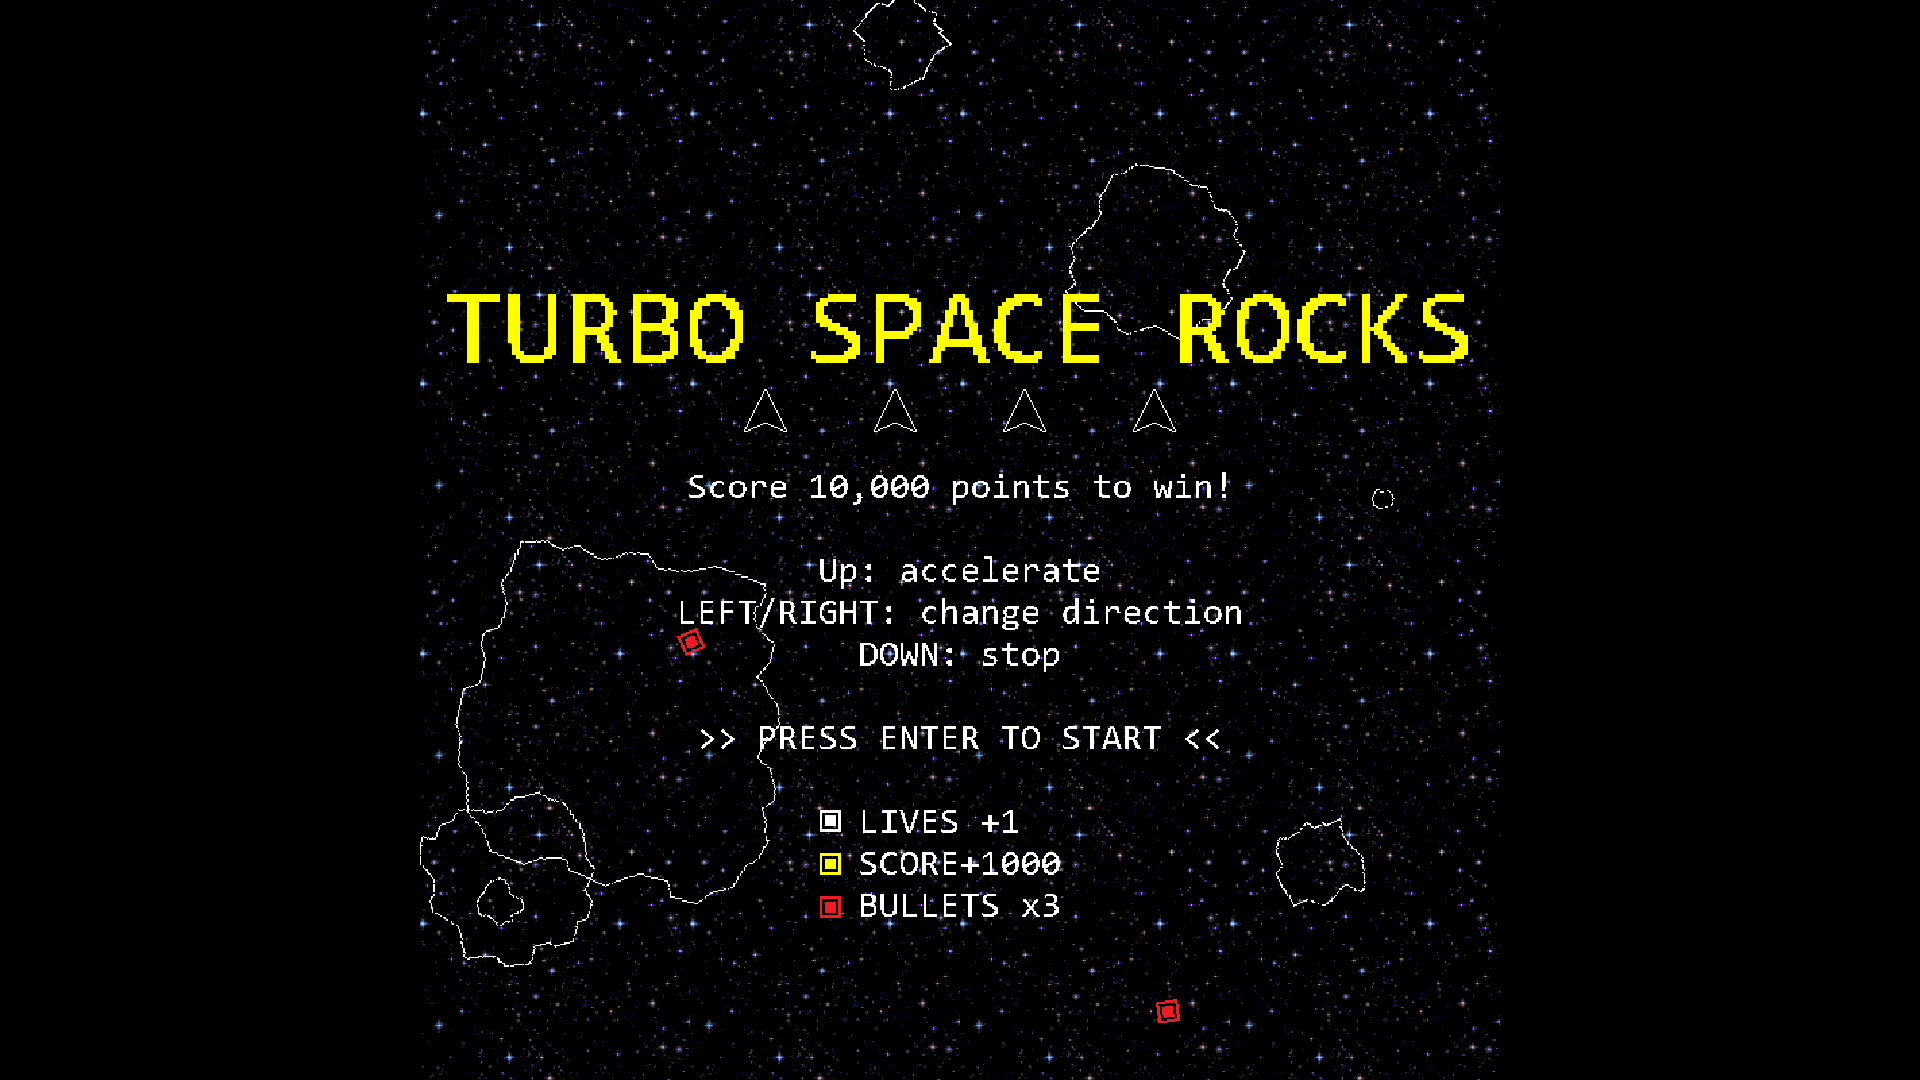 TURBO SPACE ROCKS
Score 10,000 points to win!
Up: accelerate
LEFT/RIGHT: change direction
DOWN: stop
>> PRESS ENTER TO START <<
LIVES +1
SCORE+1000
BULLETS x3